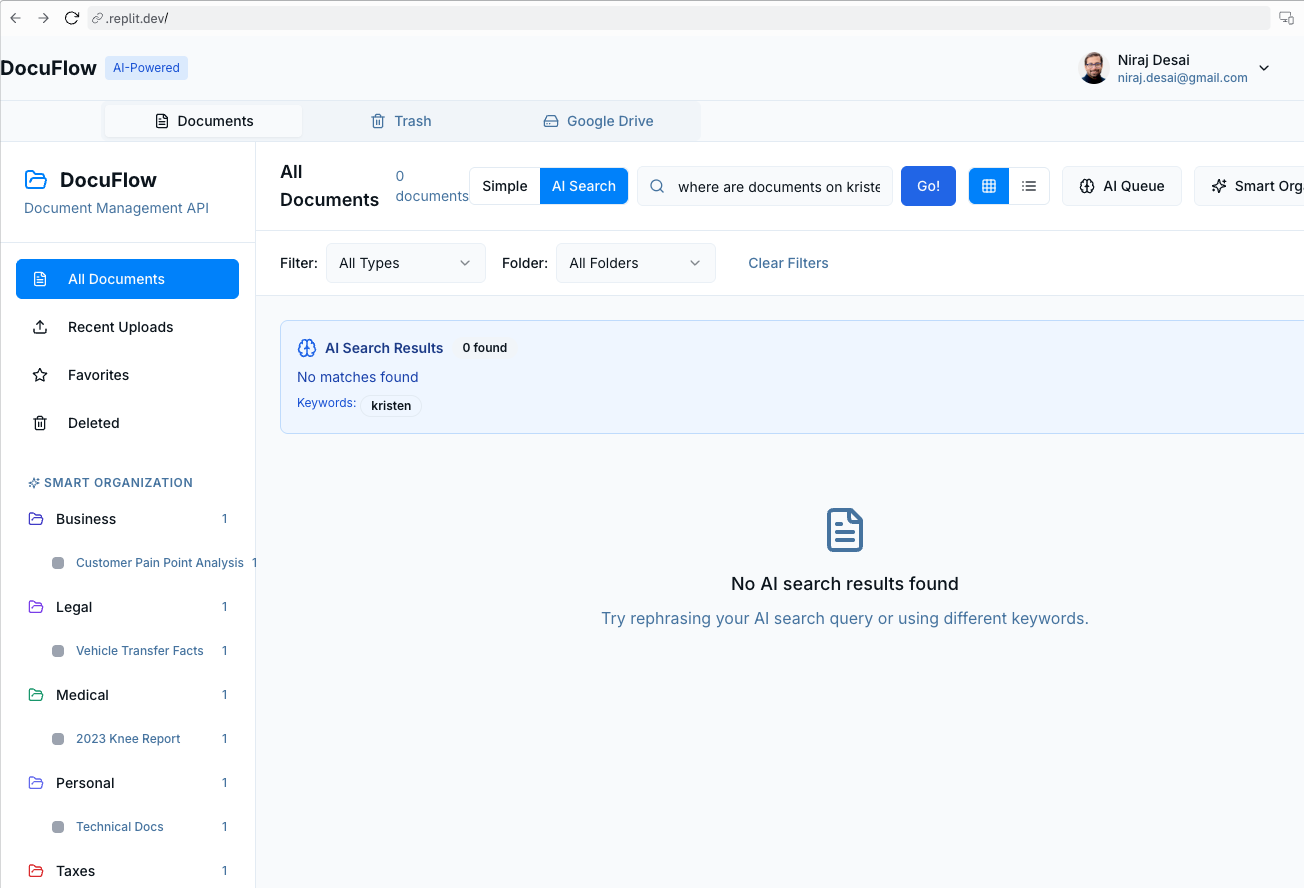 .replit.dev/
DocuFlow AI-Powered
Niraj Desai
niraj.desai@gmail.com
Documents Trash Google Drive
DocuFlow
Document Management API
All Documents
Recent Uploads
Favorites
Deleted
SMART ORGANIZATION
Business 1
Customer Pain Point Analysis 1
Legal 1
Vehicle Transfer Facts 1
Medical 1
2023 Knee Report 1
Personal 1
Technical Docs 1
Taxes 1
All
Documents
0
documents
Simple AI Search where are documents on kriste Go! AI Queue Smart Orga
Filter: All Types Folder: All Folders Clear Filters
AI Search Results 0 found
No matches found
Keywords: kristen
No AI search results found
Try rephrasing your AI search query or using different keywords.